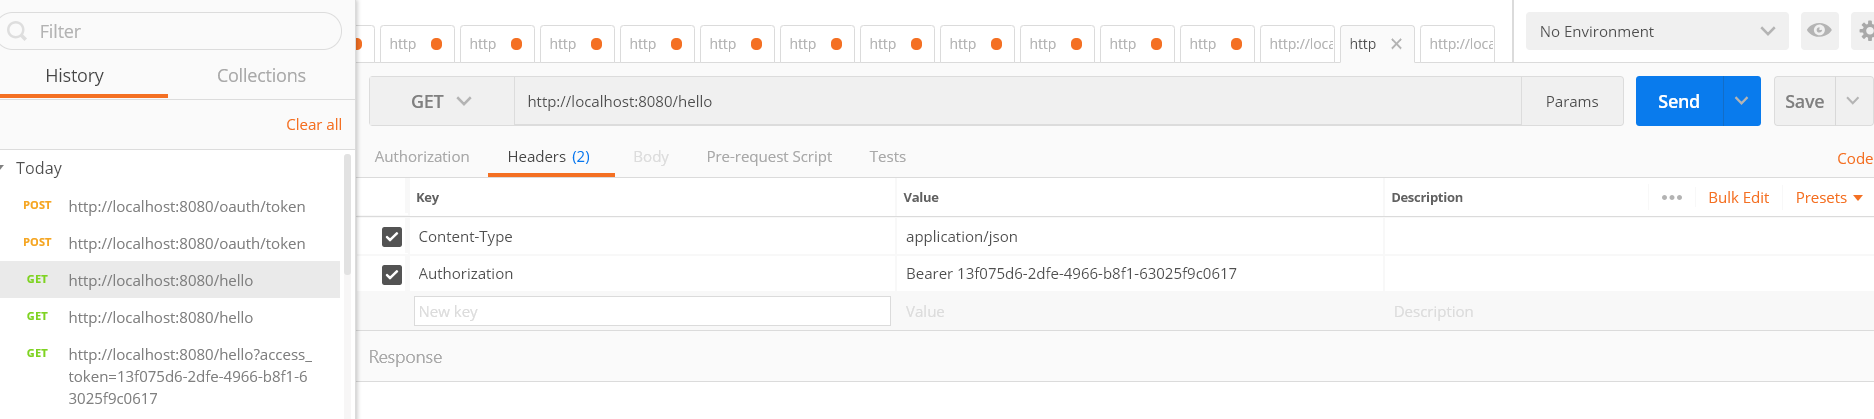 Filter
History Collections
Clear all
Today
POST http://localhost:8080/oauth/token
POST http://localhost:8080/oauth/token
GET http://localhost:8080/hello
GET http://localhost:8080/hello
GET http://localhost:8080/hello?access_
token=13f075d6-2dfe-4966-b8f1-6
3025f9c0617
http http http http http http http http http http http http://loca http http://loca
No Environment
GET http://localhost:8080/hello Params Send Save
Authorization Headers (2) Body Pre-request Script Tests Code
Key Value Description ••• Bulk Edit Presets
Content-Type application/json
Authorization Bearer 13f075d6-2dfe-4966-b8f1-63025f9c0617
New key Value Description
Response